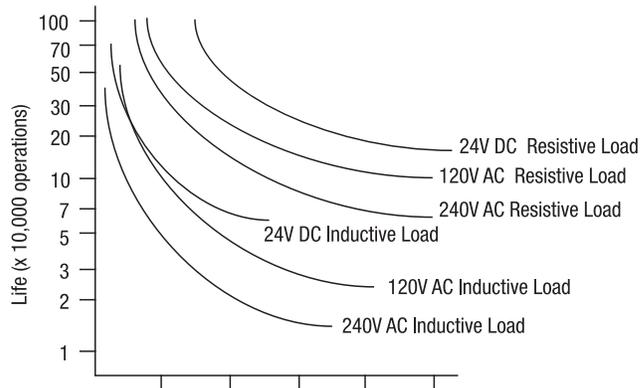 100
70
50
30
20
10
7
5
3
2
1
Life (x 10,000 operations)
24V DC Resistive Load
120V AC Resistive Load
240V AC Resistive Load
24V DC Inductive Load
120V AC Inductive Load
240V AC Inductive Load